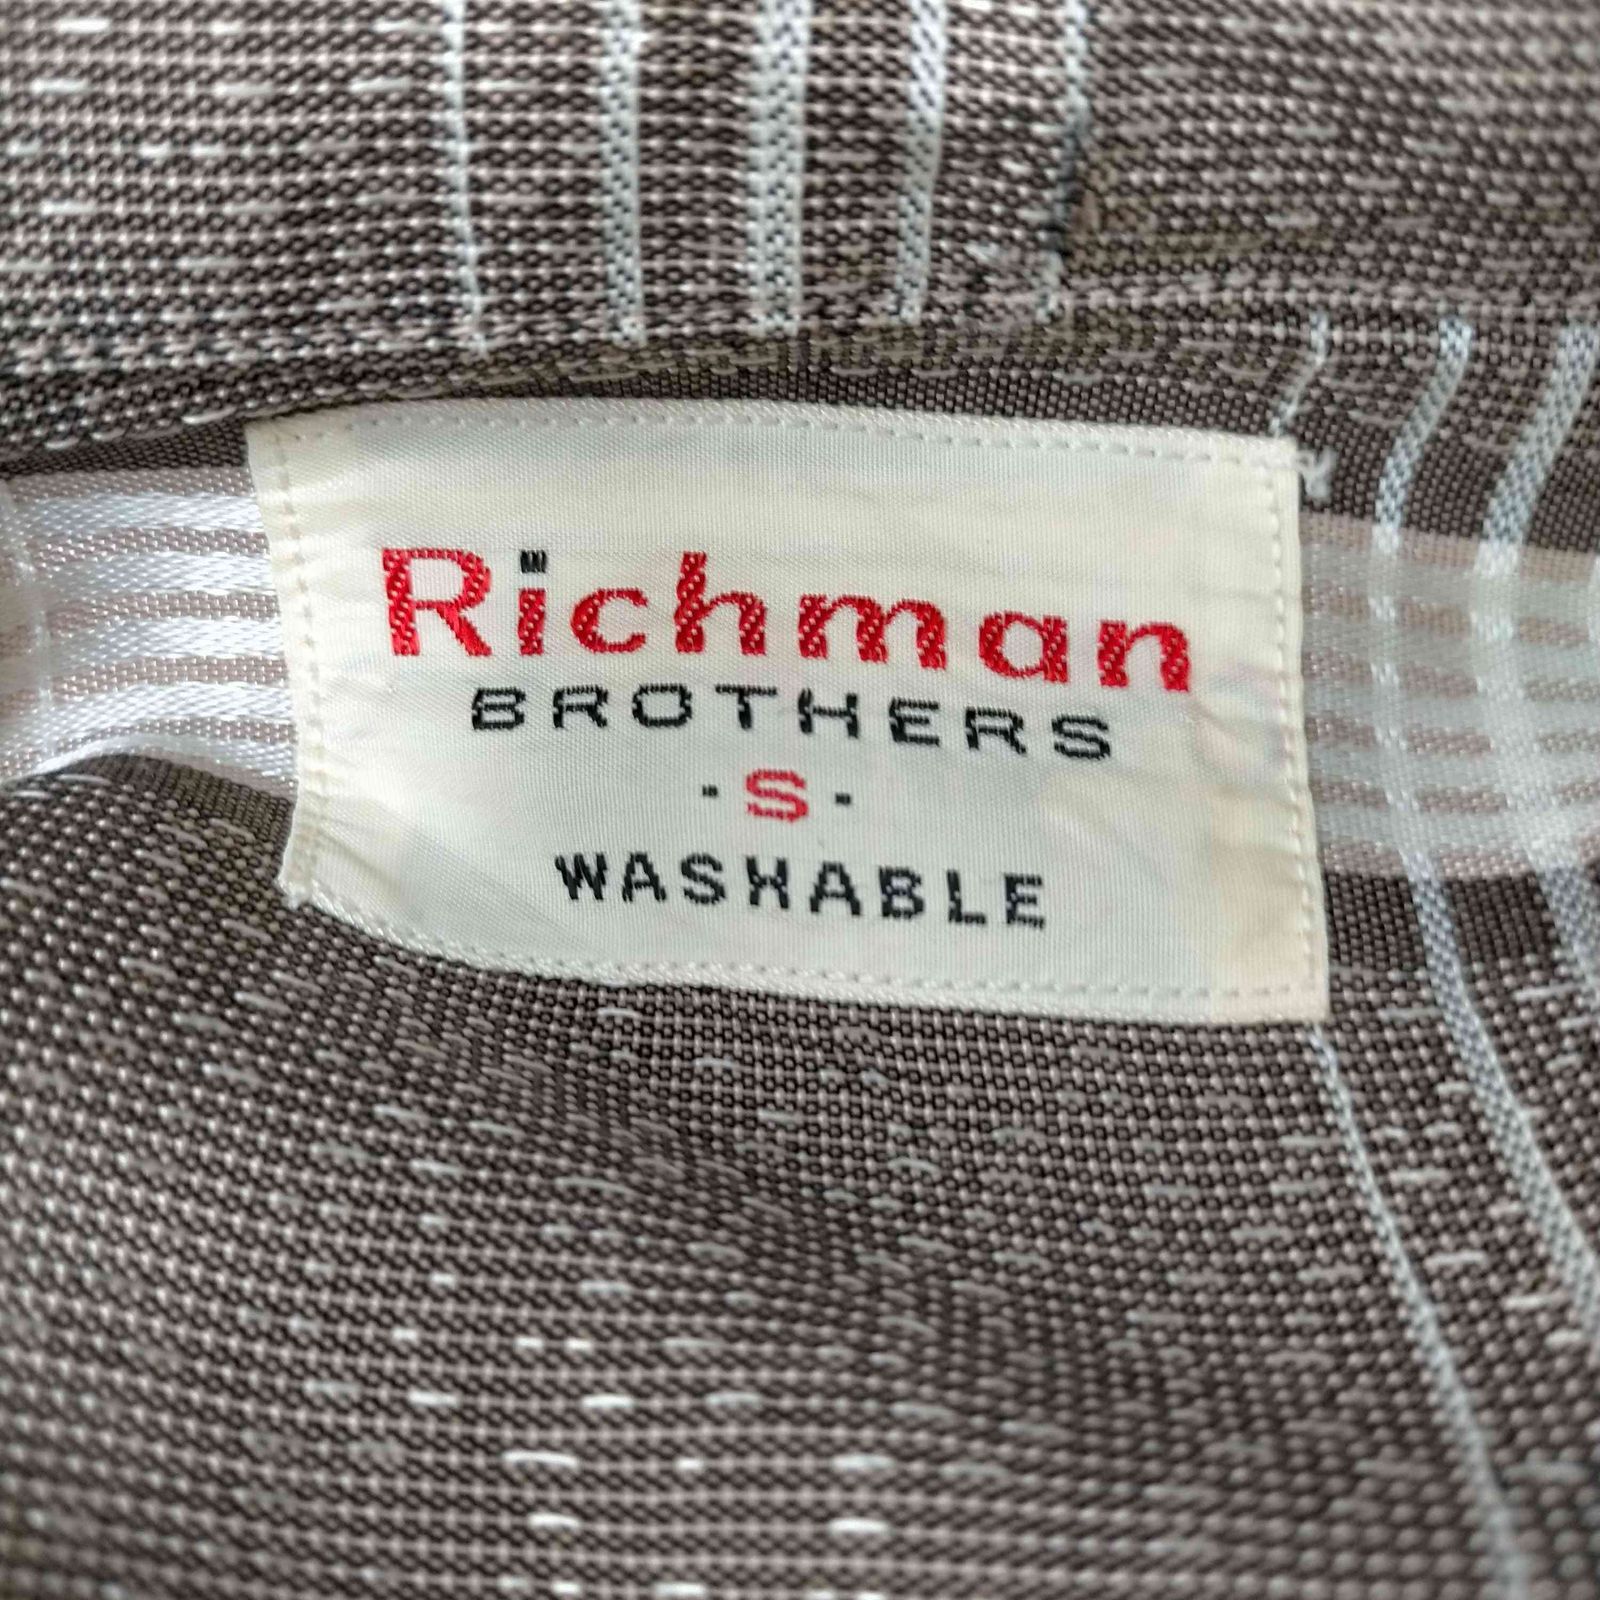 Richman
BROTHERS
- S -
WASHABLE